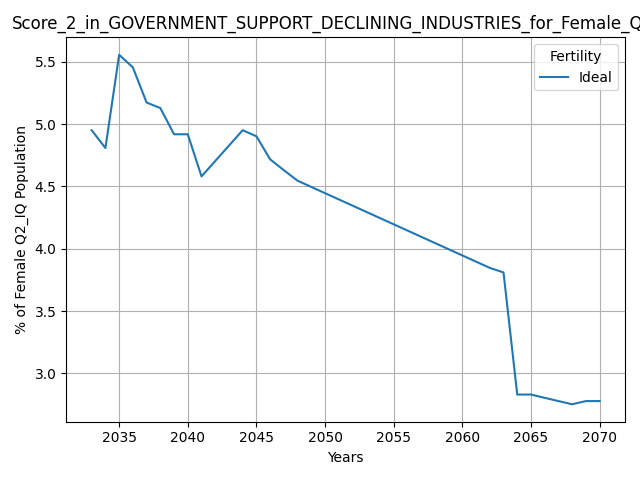 Score_2_in_GOVERNMENT_SUPPORT_DECLINING_INDUSTRIES_for_Female_Q
Fertility
Ideal
5.5
5.0
4.5
4.0
3.5
3.0
% of Female Q2_IQ Population
2035 2040 2045 2050 2055 2060 2065 2070
Years